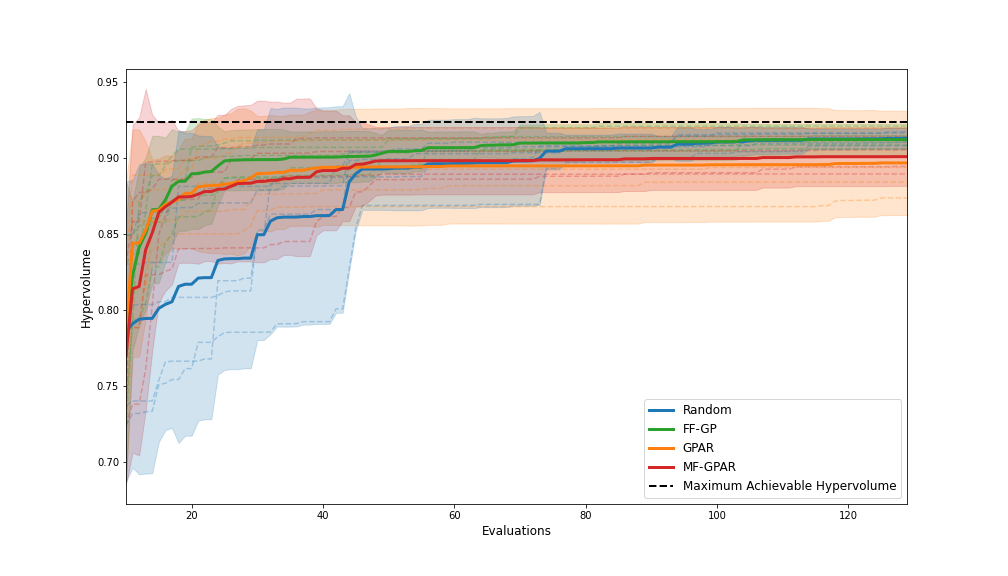 0.95
0.90
0.85
0.80
0.75
0.70
Hypervolume
20
40
60
80
100
120
Evaluations
Random
FF-GP
GPAR
MF-GPAR
Maximum Achievable Hypervolume